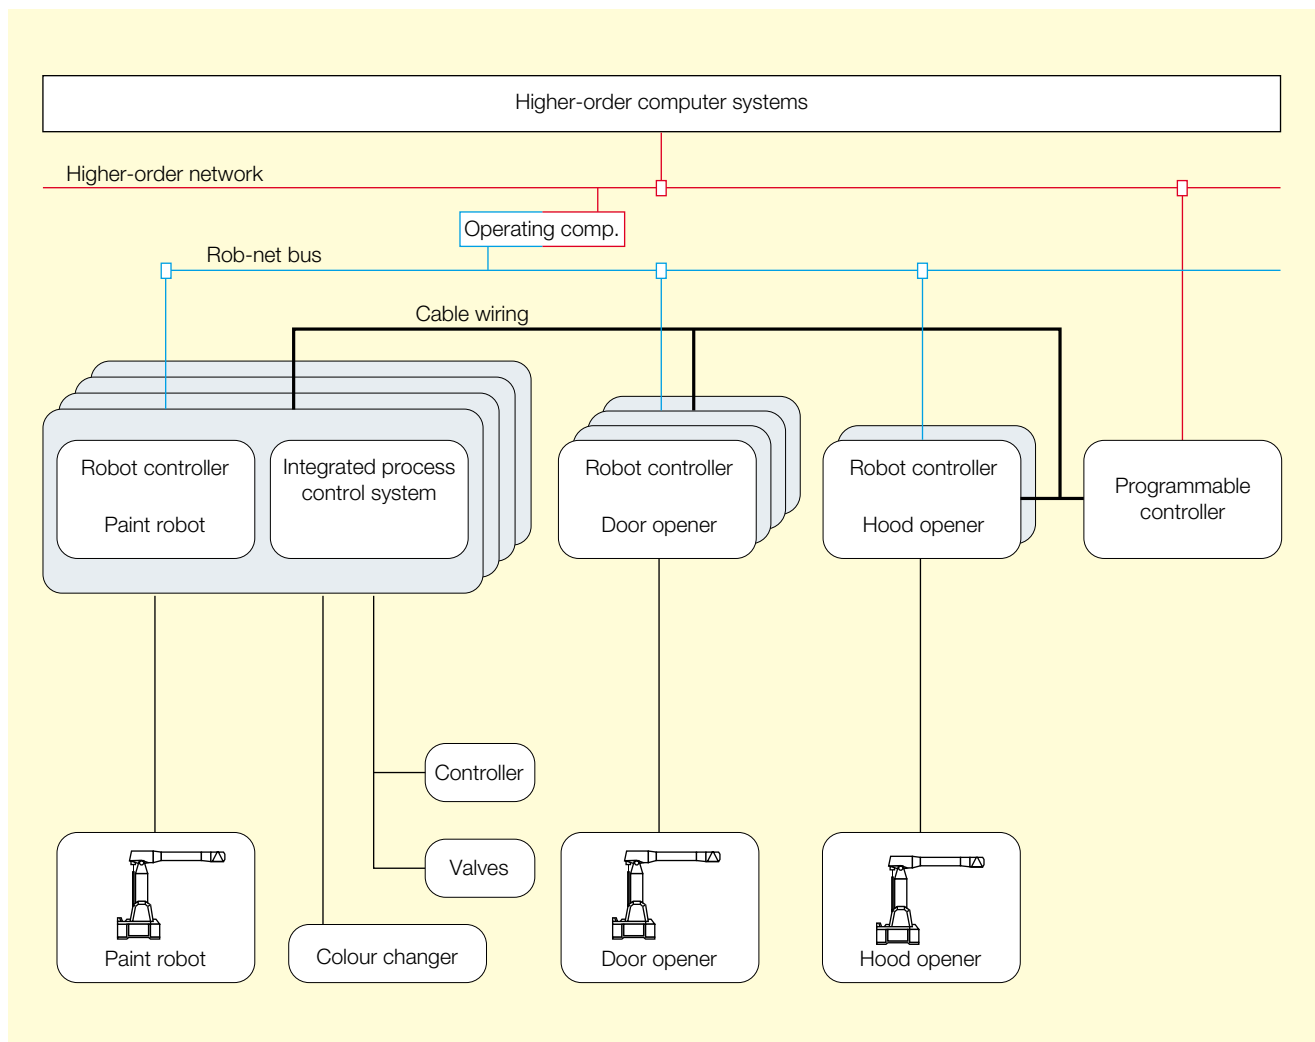 Higher-order computer systems
Higher-order network
Operating comp.
Rob-net bus
Cable wiring
Robot controller
Paint robot
Integrated process
control system
Robot controller
Door opener
Robot controller
Hood opener
Programmable
controller
Controller
Valves
Paint robot
Colour changer
Door opener
Hood opener